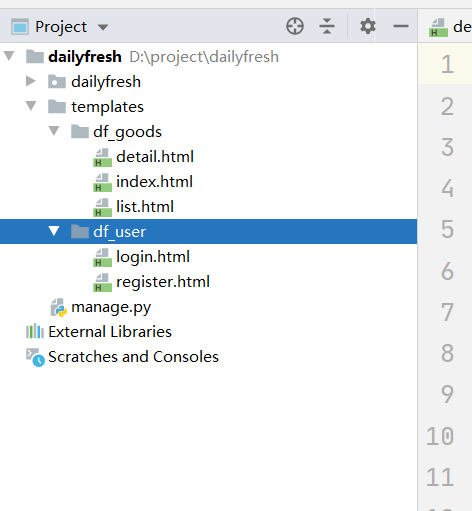 Project
de
dailyfresh D:\project\dailyfresh
dailyfresh
templates
df_goods
detail.html
index.html
list.html
df_user
login.html
register.html
manage.py
External Libraries
Scratches and Consoles
1
2
3
4
5
6
7
8
9
10
11